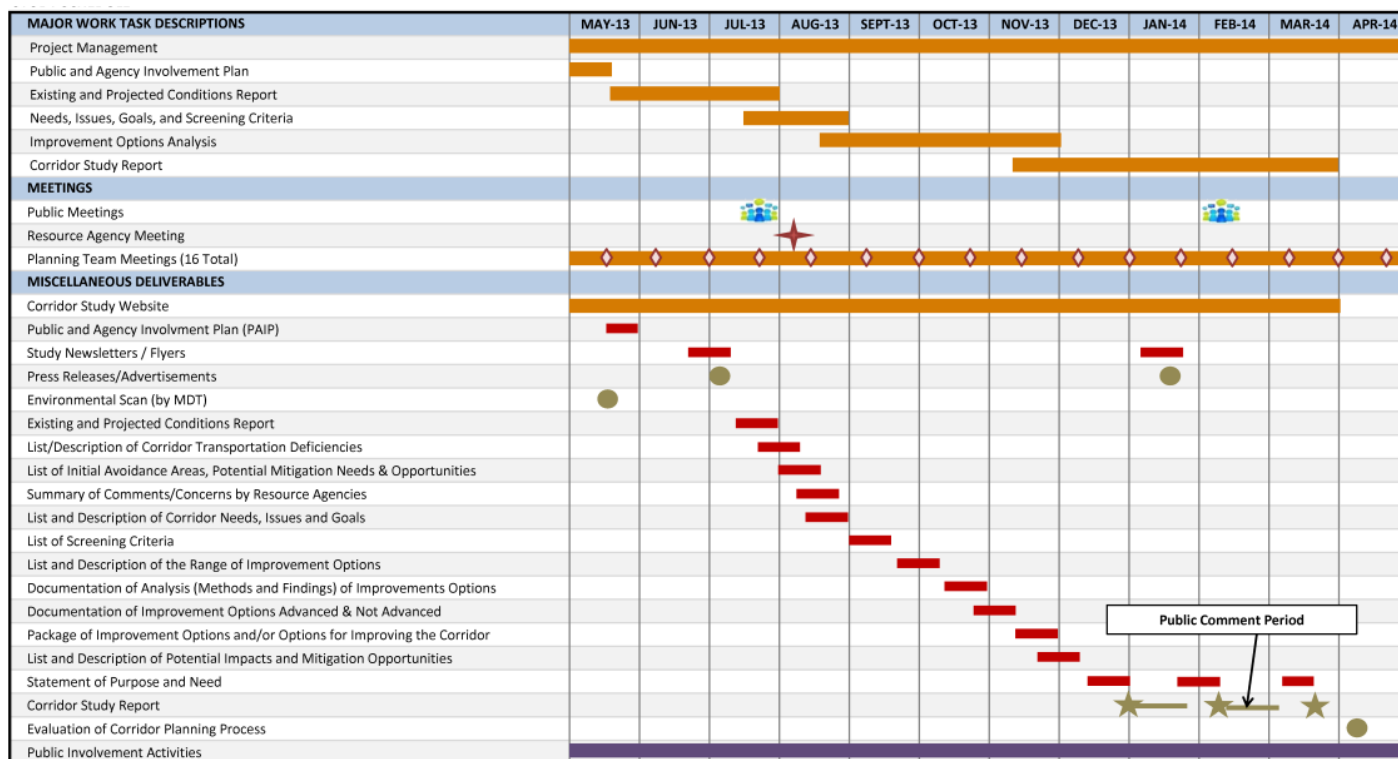 MAJOR WORK TASK DESCRIPTIONS MAY-13 JUN-13 JUL-13 AUG-13 SEPT-13 OCT-13 NOV-13 DEC-13 JAN-14 FEB-14 MAR-14 APR-14
Project Management
Public and Agency Involvement Plan
Existing and Projected Conditions Report
Needs, Issues, Goals, and Screening Criteria
Improvement Options Analysis
Corridor Study Report
MEETINGS
Public Meetings
Resource Agency Meeting
Planning Team Meetings (16 Total)
MISCELLANEOUS DELIVERABLES
Corridor Study Website
Public and Agency Involvment Plan (PAIP)
Study Newsletters / Flyers
Press Releases/Advertisements
Environmental Scan (by MDT)
Existing and Projected Conditions Report
List/Description of Corridor Transportation Deficiencies
List of Initial Avoidance Areas, Potential Mitigation Needs & Opportunities
Summary of Comments/Concerns by Resource Agencies
List and Description of Corridor Needs, Issues and Goals
List of Screening Criteria
List and Description of the Range of Improvement Options
Documentation of Analysis (Methods and Findings) of Improvements Options
Documentation of Improvement Options Advanced & Not Advanced
Public Comment Period
Package of Improvement Options and/or Options for Improving the Corridor
List and Description of Potential Impacts and Mitigation Opportunities
Statement of Purpose and Need
Corridor Study Report
Evaluation of Corridor Planning Process
Public Involvement Activities